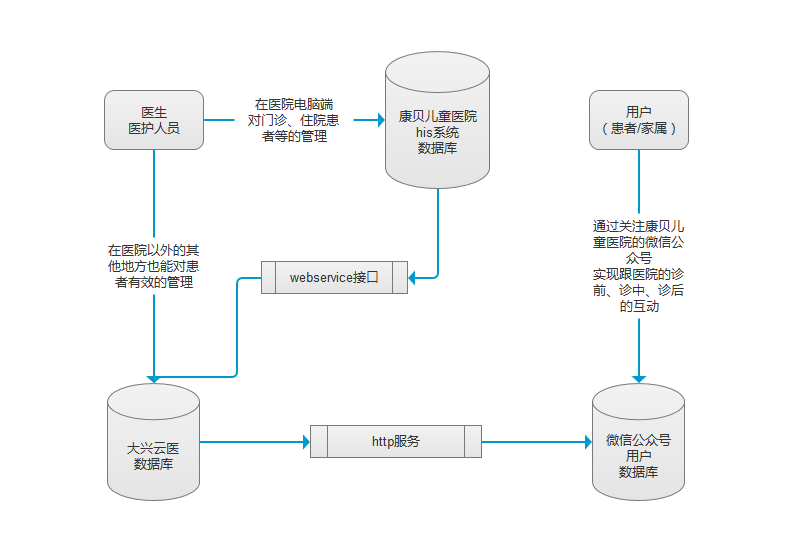 医生
医护人员
在医院电脑端
对门诊、住院患
者等的管理
康贝儿童医院
his系统
数据库
用户
（患者/家属）
在医院以外的其
他地方也能对患
者有效的管理
webservice接口
通过关注康贝儿
童医院的微信公
众号
实现跟医院的诊
前、诊中、诊后
的互动
大兴云医
数据库
http服务
微信公众号
用户
数据库